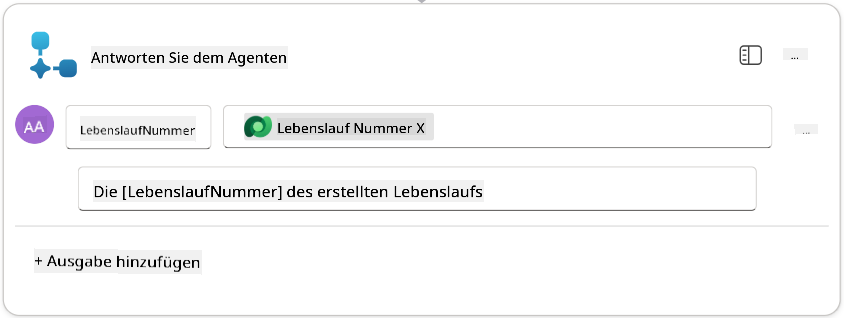 Antworten Sie dem Agenten
...
AA
LebenslaufNummer
Lebenslauf Nummer X
...
Die [LebenslaufNummer] des erstellten Lebenslaufs
+ Ausgabe hinzufügen